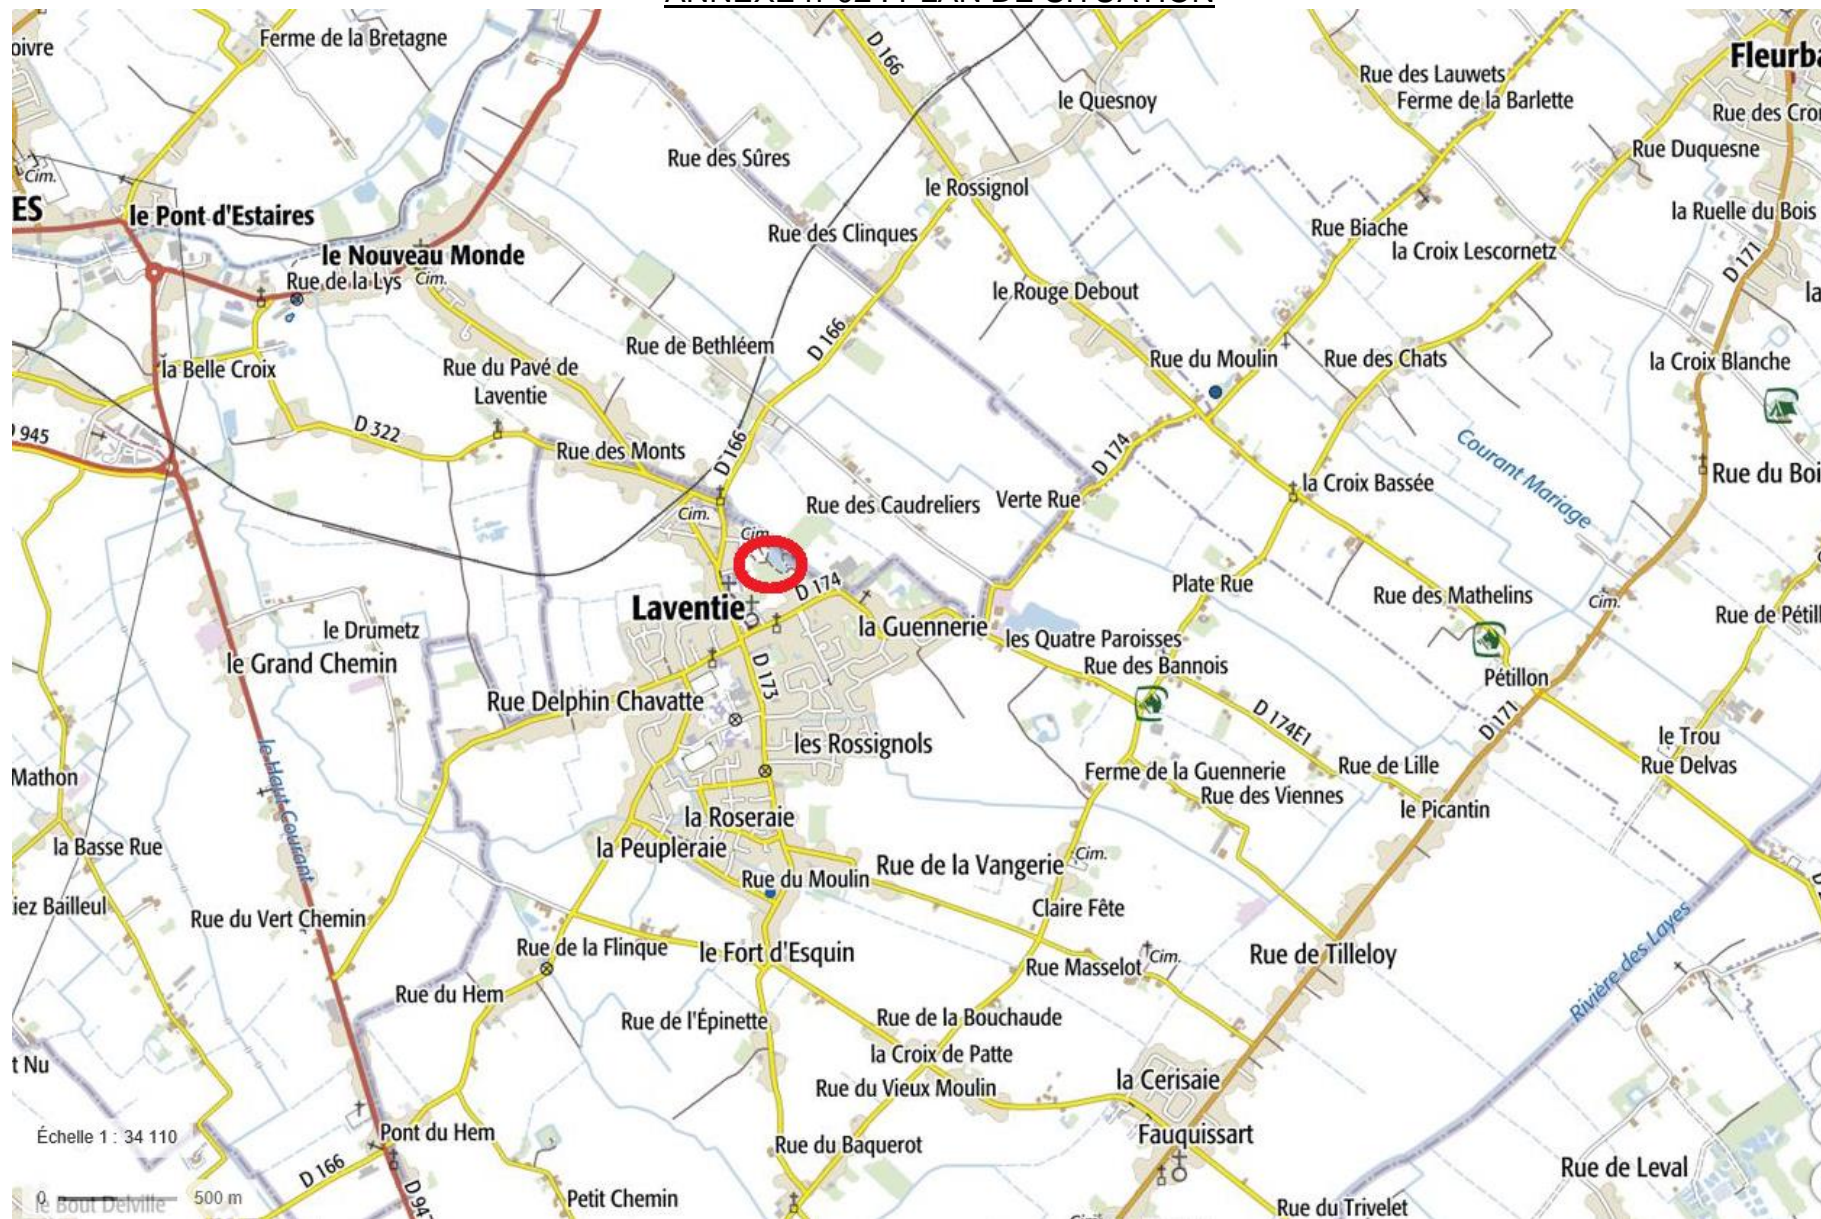 Ferme de la Bretagne
D 166
Fleurb
Rue des Lauwets
Ferme de la Barlette
le Quesnoy
Rue des Cro
Rue Duquesne
Rue des Sûres
Cim.
le Rossignol
ES
le Pont d'Estaires
la Ruelle du Bois
Rue des Clinques
Rue Biache
la Croix Lescornetz
le Nouveau Monde
Rue de la Lys
Cim.
D 171
le Rouge Debout
la
Rue de Bethléem
D 166
Rue du Moulin
Rue des Chats
la Croix Blanche
la Belle Croix
Rue du Pavé de
Laventie
D 322
945
Rue des Monts
D 166
D 174
Courant Mariage
Rue du Boi
la Croix Bassée
Rue des Caudreliers
Verte Rue
Cim.
Cim.
D 174
Plate Rue
Rue des Mathelins
Cim.
Laventie
Rue de Pétill
le Drumetz
la Guennerie
les Quatre Paroisses
le Grand Chemin
Rue des Bannois
Pétillon
D 173
Rue Delphin Chavatte
D 174E1
D 171
les Rossignols
le Trou
le Haut Courant
Mathon
Ferme de la Guennerie
Rue de Lille
Rue Delvas
Rue des Viennes
le Picantin
la Roseraie
la Basse Rue
la Peupleraie
Rue de la Vangerie
Cim.
Rue du Moulin
iez Bailleul
Rue du Vert Chemin
Claire Fête
Rue de la Flinque
le Fort d'Esquin
Rue Masselot
Cim.
Rue de Tilleloy
Rivière des Layes
Rue du Hem
Rue de l'Épinette
Rue de la Bouchaude
la Croix de Patte
t Nu
Rue du Vieux Moulin
la Cerisaie
Échelle 1 : 34 110
Pont du Hem
Fauquissart
Rue du Baquerot
D 166
Rue de Leval
0
500 m
le Bout Delville
D 947
Petit Chemin
Rue du Trivelet